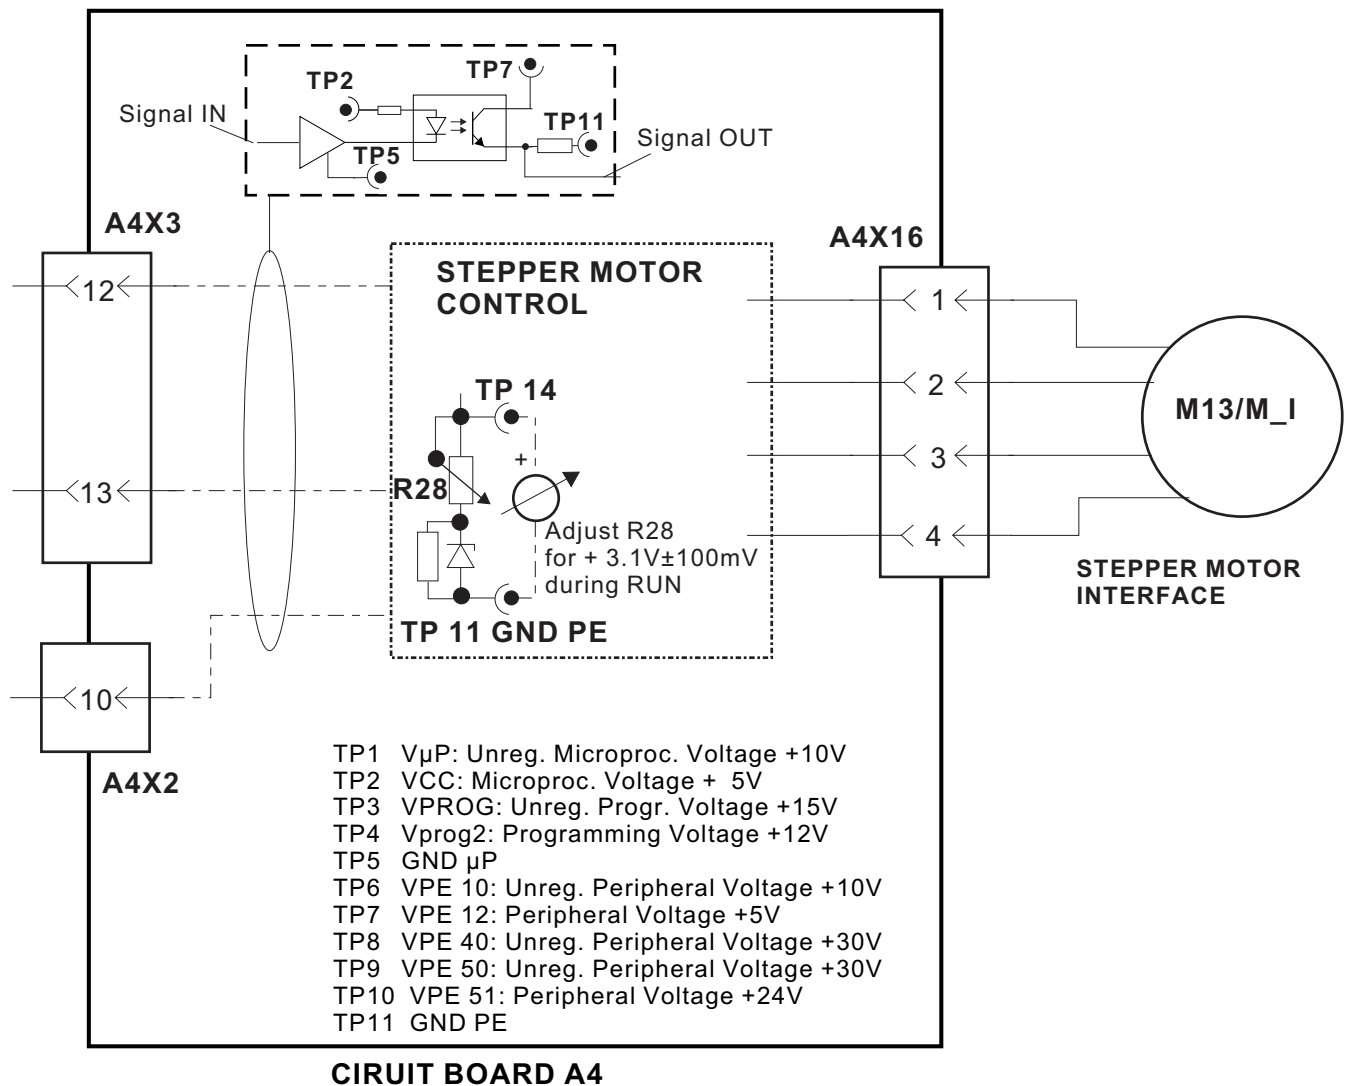 TP2
TP7
Signal IN
TP11
Signal OUT
TP5
A4X3
A4X16
12
STEPPER MOTOR
CONTROL
1
2
TP 14
M13/M_I
+
3
13
R28
4
Adjust R28
for + 3.1V±100mV
during RUN
STEPPER MOTOR
INTERFACE
TP 11 GND PE
10
A4X2
TP1 VµP: Unreg. Microproc. Voltage +10V
TP2 VCC: Microproc. Voltage + 5V
TP3 VPROG: Unreg. Progr. Voltage +15V
TP4 Vprog2: Programming Voltage +12V
TP5 GND µP
TP6 VPE 10: Unreg. Peripheral Voltage +10V
TP7 VPE 12: Peripheral Voltage +5V
TP8 VPE 40: Unreg. Peripheral Voltage +30V
TP9 VPE 50: Unreg. Peripheral Voltage +30V
TP10 VPE 51: Peripheral Voltage +24V
TP11 GND PE
CIRUIT BOARD A4